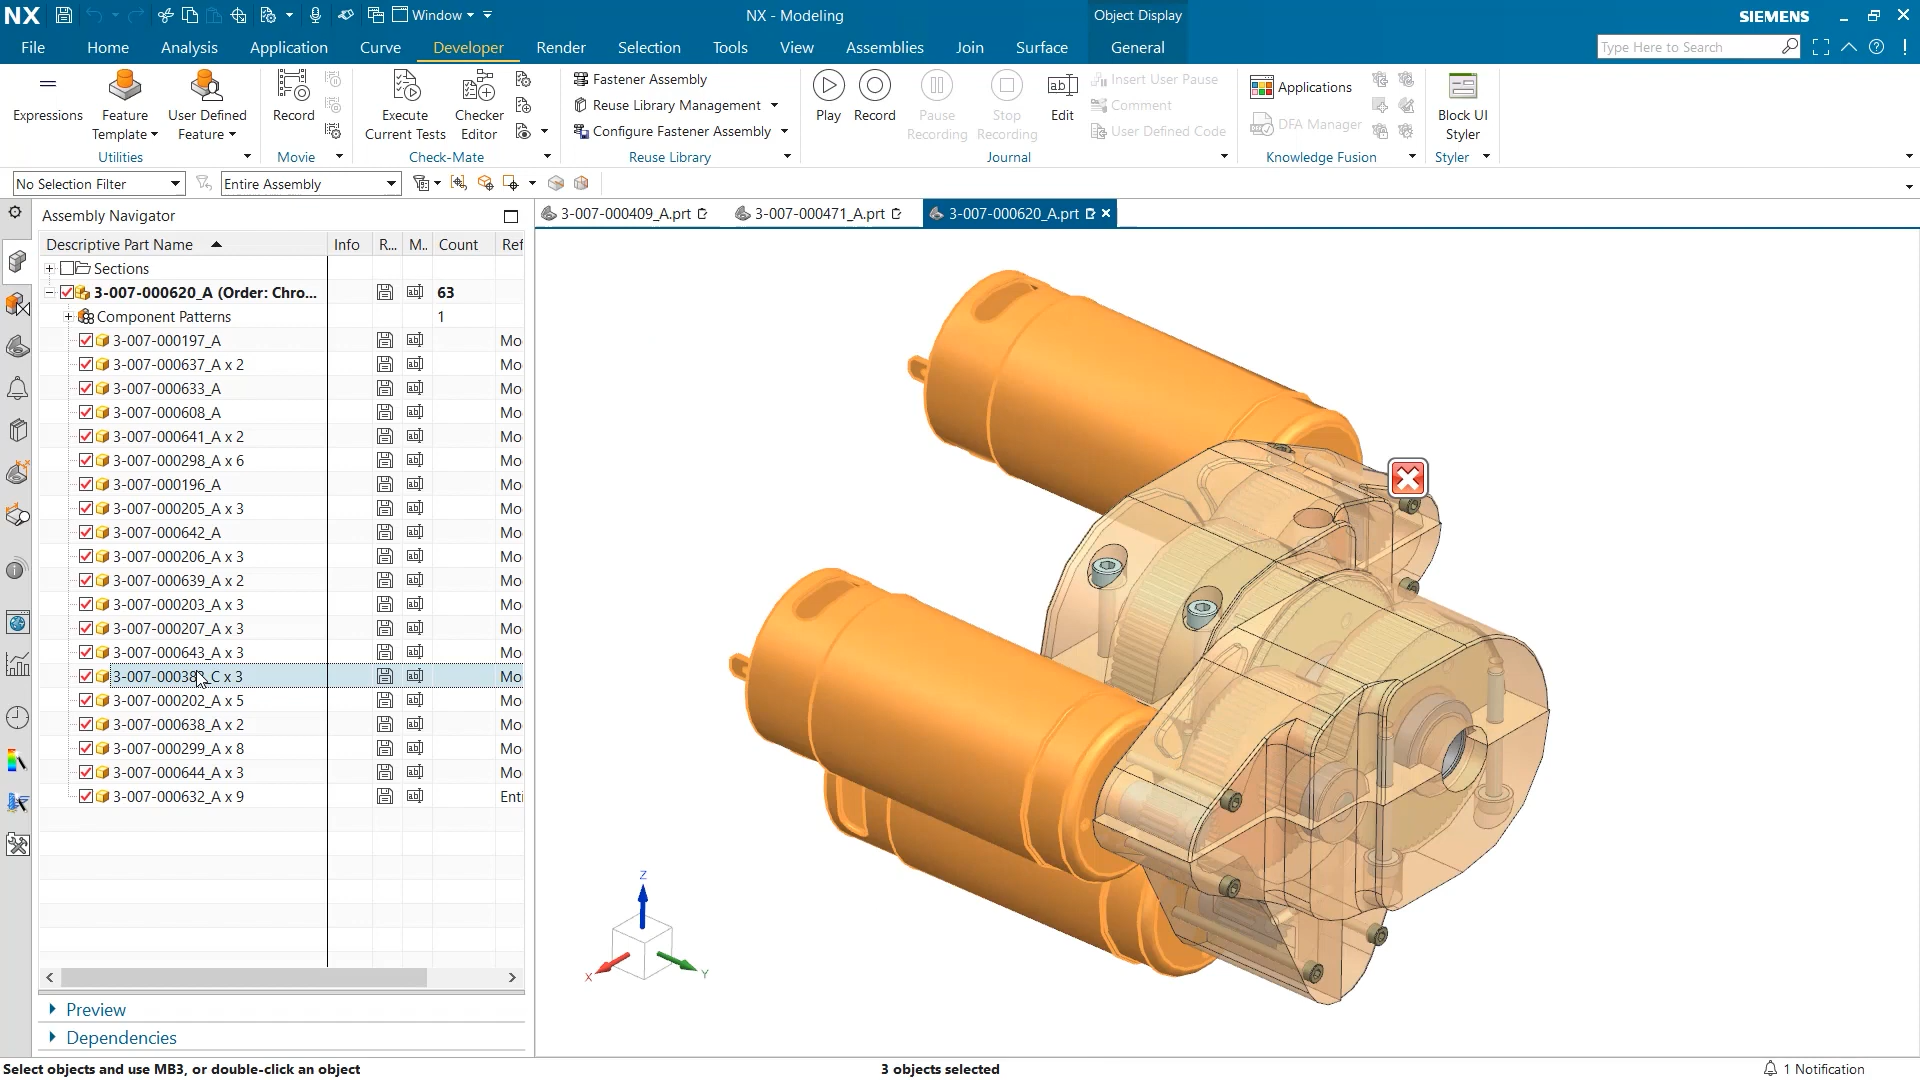 NX
Window
NX - Modeling
Object Display
SIEMENS
File
Home
Analysis
Application
Curve
Developer
Render
Selection
Tools
View
Assemblies
Join
Surface
General
Type Here to Search
Expressions
Feature
Template
User Defined
Feature
Utilities
Record
Movie
Execute
Current Tests
Checker
Editor
Check-Mate
Fastener Assembly
Reuse Library Management
Configure Fastener Assembly
Reuse Library
Play
Record
Pause
Recording
Stop
Recording
Edit
Insert User Pause
Comment
User Defined Code
Journal
Applications
DFA Manager
Knowledge Fusion
Block UI
Styler
Styler
No Selection Filter
Entire Assembly
Assembly Navigator
3-007-000409_A.prt
3-007-000471_A.prt
3-007-000620_A.prt
Descriptive Part Name Info R... M.. Count Ref
Sections
3-007-000620_A (Order: Chro... 63
Component Patterns 1
3-007-000197_A Mo
3-007-000637_A x 2 Mo
3-007-000633_A Mo
3-007-000608_A Mo
3-007-000641_A x 2 Mo
3-007-000298_A x 6 Mo
3-007-000196_A Mo
3-007-000205_A x 3 Mo
3-007-000642_A Mo
3-007-000206_A x 3 Mo
3-007-000639_A x 2 Mo
3-007-000203_A x 3 Mo
3-007-000207_A x 3 Mo
3-007-000643_A x 3 Mo
C x 3 Mo
3-007-000202_A x 5 Mo
3-007-000638_A x 2 Mo
3-007-000299_A x 8 Mo
3-007-000644_A x 3 Mo
3-007-000632_A x 9 Enti
Z
X
Y
Preview
Dependencies
Select objects and use MB3, or double-click an object
3 objects selected
1 Notification